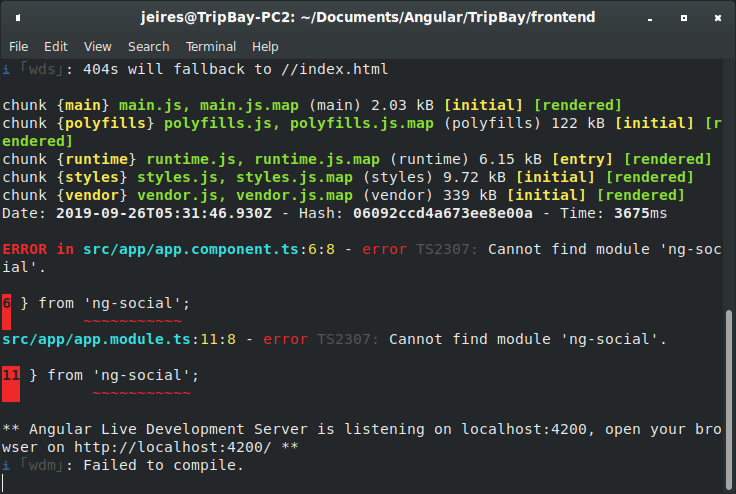 jeires@TripBay-PC2: ~/Documents/Angular/TripBay/frontend
File Edit View Search Terminal Help
i ｢wds｣: 404s will fallback to //index.html
chunk {main} main.js, main.js.map (main) 2.03 kB [initial] [rendered]
chunk {polyfills} polyfills.js, polyfills.js.map (polyfills) 122 kB [initial] [r
endered]
chunk {runtime} runtime.js, runtime.js.map (runtime) 6.15 kB [entry] [rendered]
chunk {styles} styles.js, styles.js.map (styles) 9.72 kB [initial] [rendered]
chunk {vendor} vendor.js, vendor.js.map (vendor) 339 kB [initial] [rendered]
Date: 2019-09-26T05:31:46.930Z - Hash: 06092ccd4a673ee8e00a - Time: 3675ms
ERROR in src/app/app.component.ts:6:8 - error TS2307: Cannot find module 'ng-soc
ial'.
6 } from 'ng-social';
~~~~~~~~~~~
src/app/app.module.ts:11:8 - error TS2307: Cannot find module 'ng-social'.
11 } from 'ng-social';
~~~~~~~~~~~
** Angular Live Development Server is listening on localhost:4200, open your bro
wser on http://localhost:4200/ **
i ｢wdm｣: Failed to compile.